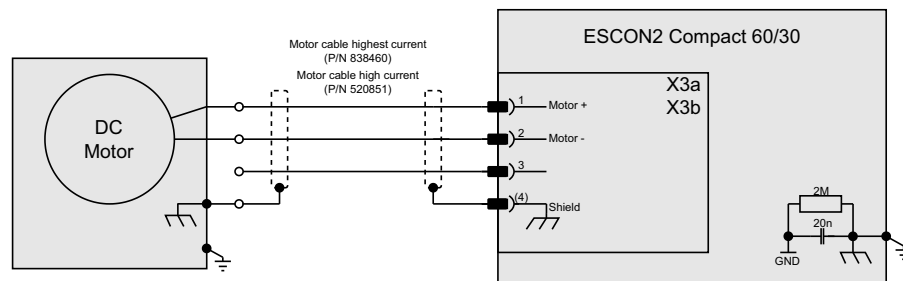 ESCON2 Compact 60/30
Motor cable highest current
(P/N 838460)
Motor cable high current
(P/N 520851)
X3a
X3b
DC
Motor
1
Motor +
2
Motor -
3
(4)
Shield
2M
20n
GND